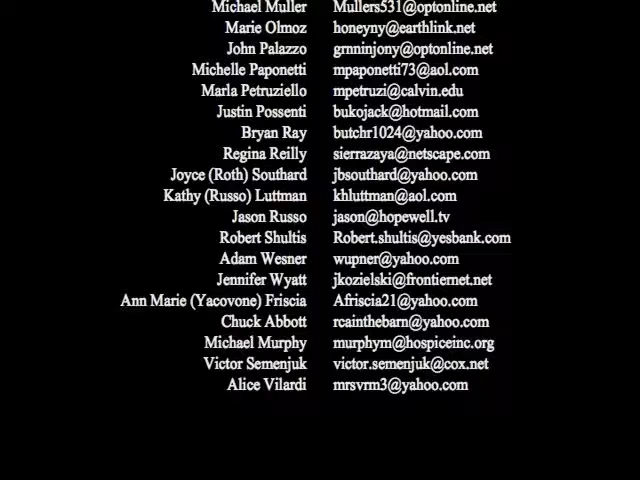 Michael Muller Mullers531@optonline.net
Marie Olmoz honeyny@earthlink.net
John Palazzo grnninjony@optonline.net
Michelle Paponetti mpaponetti73@aol.com
Marla Petruziello mpetruzi@calvin.edu
Justin Possenti bukojack@hotmail.com
Bryan Ray butchr1024@yahoo.com
Regina Reilly sierrazaya@netscape.com
Joyce (Roth) Southard jbsouthard@yahoo.com
Kathy (Russo) Luttman khluttman@aol.com
Jason Russo jason@hopewell.tv
Robert Shultis Robert.shultis@yesbank.com
Adam Wesner wupner@yahoo.com
Jennifer Wyatt jkozielski@frontiernet.net
Ann Marie (Yacovone) Friscia Afriscia21@yahoo.com
Chuck Abbott rcainthebarn@yahoo.com
Michael Murphy murphym@hospiceinc.org
Victor Semenjuk victor.semenjuk@cox.net
Alice Vilardi mrsvrm3@yahoo.com